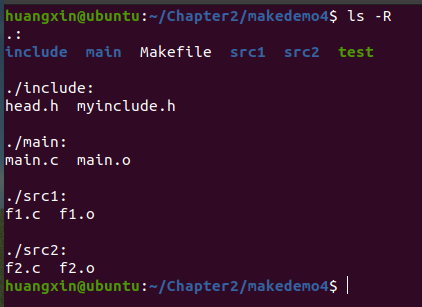 huangxin@ubuntu:~/Chapter2/makedemo4$ ls -R
.:
include  main  Makefile  src1  src2  test

./include:
head.h  myinclude.h

./main:
main.c  main.o

./src1:
f1.c  f1.o

./src2:
f2.c  f2.o
huangxin@ubuntu:~/Chapter2/makedemo4$